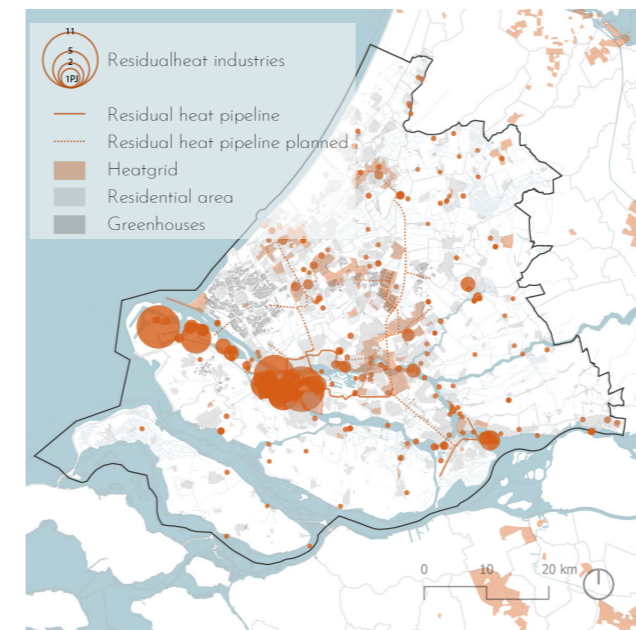 11
5
2
1PJ
Residualheat industries
Residual heat pipeline
Residual heat pipeline planned
Heatgrid
Residential area
Greenhouses
0 10 20 km